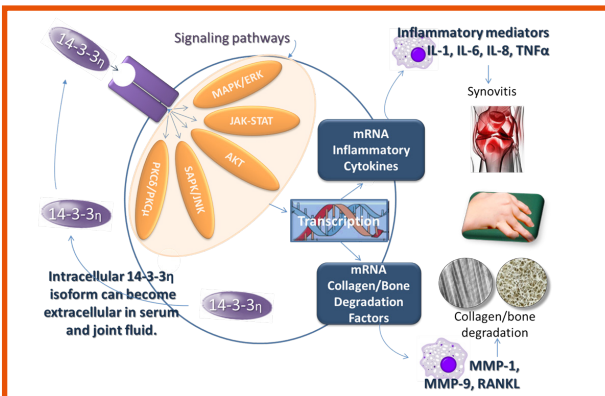 14-3-3η
Signaling pathways
MAPK/ERK
JAK-STAT
AKT
SAPK/JNK
PKCδ/PKCμ
Inflammatory mediators
IL-1, IL-6, IL-8, TNFα
Synovitis
mRNA
Inflammatory
Cytokines
Transcription
mRNA
Collagen/Bone
Degradation
Factors
14-3-3η
Intracellular 14-3-3η
isoform can become
extracellular in serum
and joint fluid.
14-3-3η
Collagen/bone
degradation
MMP-1,
MMP-9, RANKL